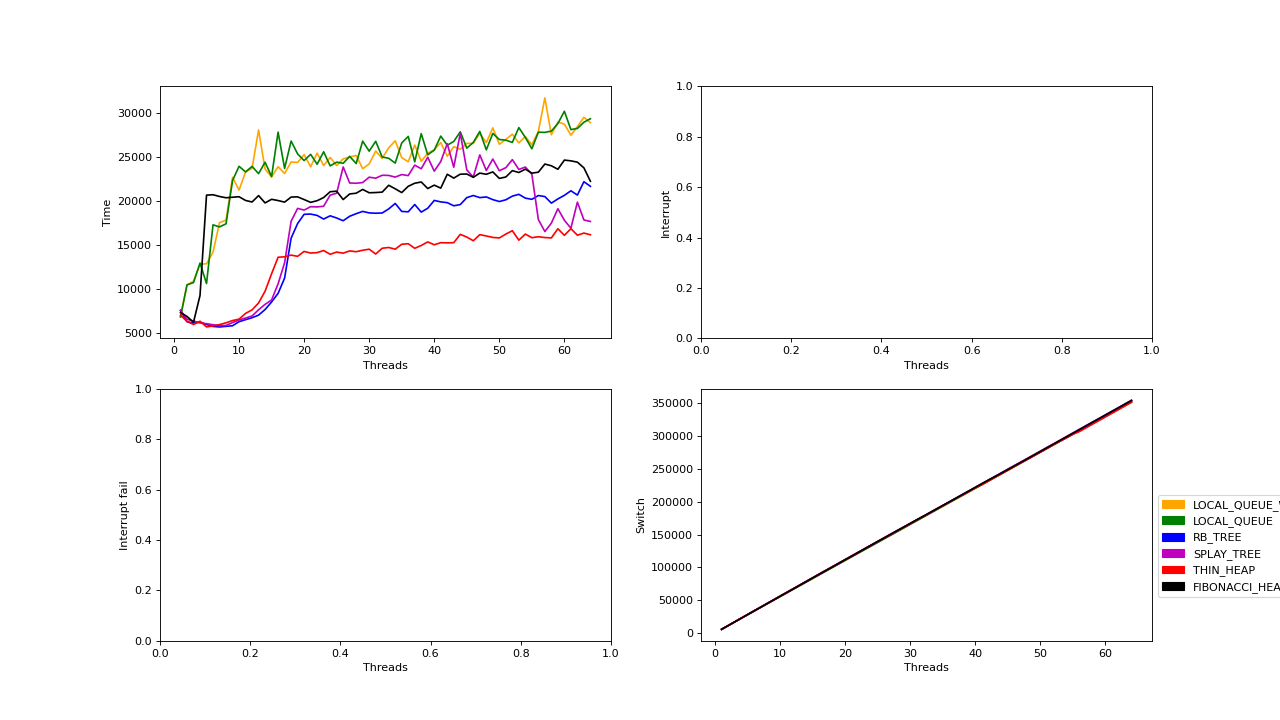 30000
25000
20000
15000
10000
5000
Time
0 10 20 30 40 50 60
Threads
1.0
0.8
0.6
0.4
0.2
0.0
Interrupt
0.0 0.2 0.4 0.6 0.8 1.0
Threads
1.0
0.8
0.6
0.4
0.2
0.0
Interrupt fail
0.0 0.2 0.4 0.6 0.8 1.0
Threads
350000
300000
250000
200000
150000
100000
50000
0
Switch
0 10 20 30 40 50 60
Threads
LOCAL_QUEUE_
LOCAL_QUEUE
RB_TREE
SPLAY_TREE
THIN_HEAP
FIBONACCI_HEA